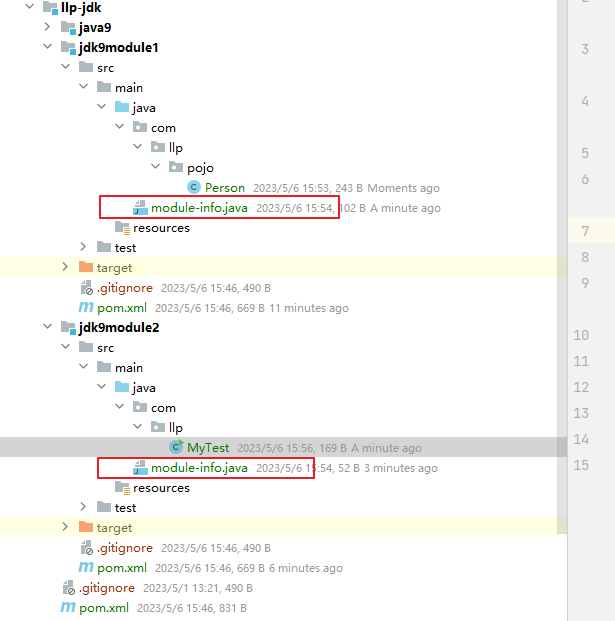 llp-jdk
java9
jdk9module1
src
main
java
com
llp
pojo
Person 2023/5/6 15:53, 243 B Moments ago
module-info.java 2023/5/6 15:54, 102 B A minute ago
resources
test
target
.gitignore 2023/5/6 15:46, 490 B
pom.xml 2023/5/6 15:46, 669 B 11 minutes ago
jdk9module2
src
main
java
com
llp
MyTest 2023/5/6 15:56, 169 B A minute ago
module-info.java 2023/5/6 15:54, 52 B 3 minutes ago
resources
test
target
.gitignore 2023/5/6 15:46, 490 B
pom.xml 2023/5/6 15:46, 669 B 6 minutes ago
.gitignore 2023/5/1 13:21, 490 B
pom.xml 2023/5/6 15:46, 831 B
3
4
5
6
7
8
9
10
11
12
13
14
15